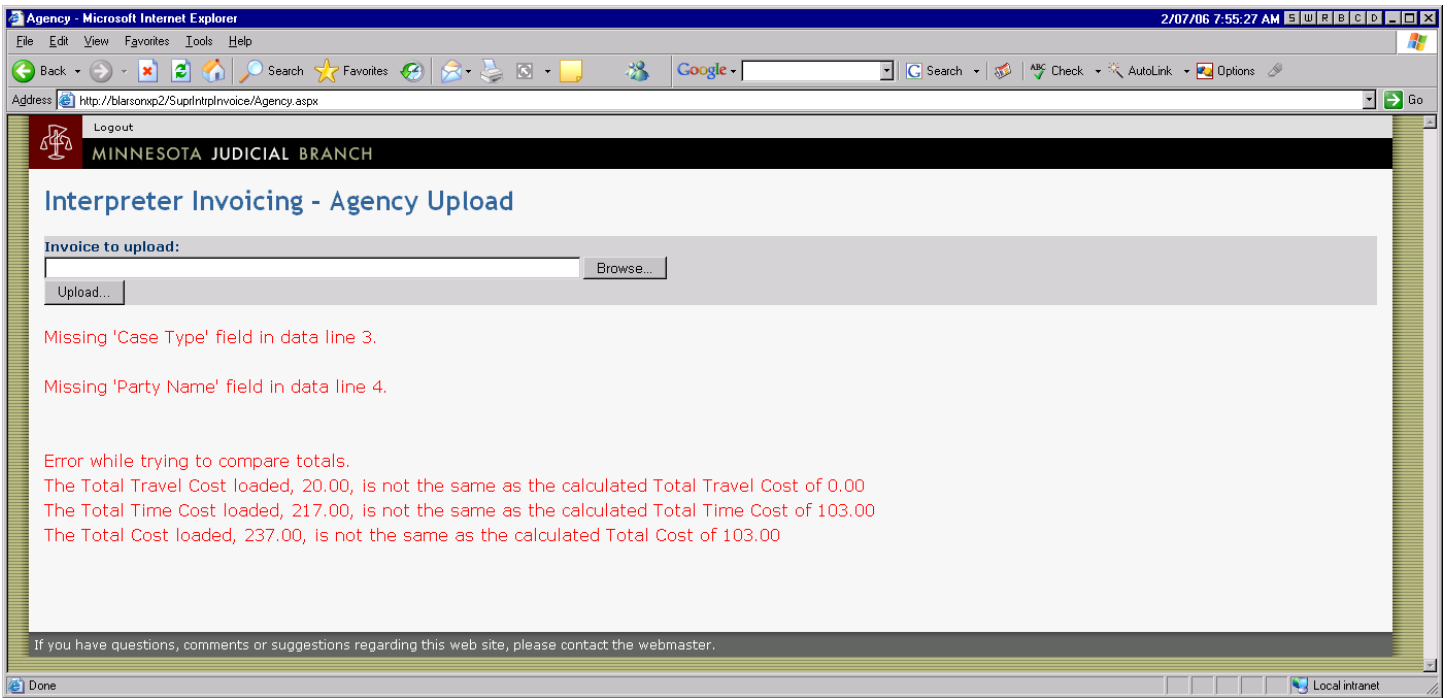 Agency - Microsoft Internet Explorer 2/07/06 7:55:27 AM S W R B C D
File Edit View Favorites Tools Help
Back Search Favorites Google Search ABC Check AutoLink Options
Address http://blarsonxp2/SuprIntrpInvoice/Agency.aspx Go
Logout
MINNESOTA JUDICIAL BRANCH
Interpreter Invoicing - Agency Upload
Invoice to upload:
Browse...
Upload...
Missing 'Case Type' field in data line 3.
Missing 'Party Name' field in data line 4.
Error while trying to compare totals.
The Total Travel Cost loaded, 20.00, is not the same as the calculated Total Travel Cost of 0.00
The Total Time Cost loaded, 217.00, is not the same as the calculated Total Time Cost of 103.00
The Total Cost loaded, 237.00, is not the same as the calculated Total Cost of 103.00
If you have questions, comments or suggestions regarding this web site, please contact the webmaster.
Done Local intranet